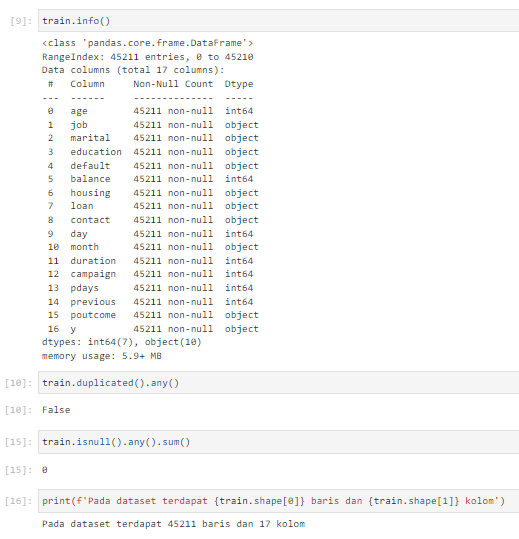 [9]: train.info()
<class 'pandas.core.frame.DataFrame'>
RangeIndex: 45211 entries, 0 to 45210
Data columns (total 17 columns):
 #   Column     Non-Null Count  Dtype
---  ------     --------------  -----
 0   age        45211 non-null  int64
 1   job        45211 non-null  object
 2   marital    45211 non-null  object
 3   education  45211 non-null  object
 4   default    45211 non-null  object
 5   balance    45211 non-null  int64
 6   housing    45211 non-null  object
 7   loan       45211 non-null  object
 8   contact    45211 non-null  object
 9   day        45211 non-null  int64
 10  month      45211 non-null  object
 11  duration   45211 non-null  int64
 12  campaign   45211 non-null  int64
 13  pdays      45211 non-null  int64
 14  previous   45211 non-null  int64
 15  poutcome   45211 non-null  object
 16  y          45211 non-null  object
dtypes: int64(7), object(10)
memory usage: 5.9+ MB
[10]: train.duplicated().any()
[10]: False
[15]: train.isnull().any().sum()
[15]: 0
[16]: print(f'Pada dataset terdapat {train.shape[0]} baris dan {train.shape[1]} kolom')
Pada dataset terdapat 45211 baris dan 17 kolom